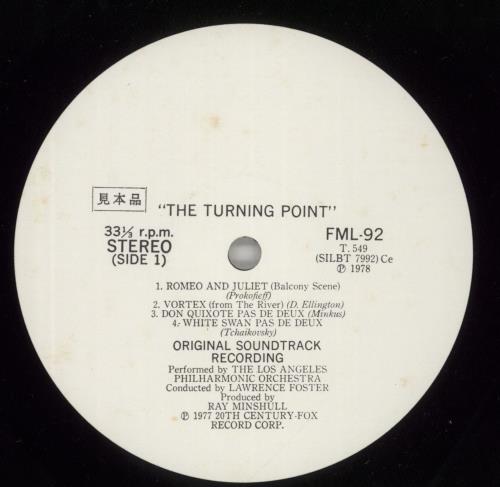 見本品
"THE TURNING POINT"
33⅓ r.p.m.
STEREO
(SIDE 1)
FML-92
T. 549
(SILBT 7992) Ce
Ⓟ 1978
1. ROMEO AND JULIET (Balcony Scene)
(Prokofieff)
2. VORTEX (from The River) (D. Ellington)
3. DON QUIXOTE PAS DE DEUX (Minkus)
4. WHITE SWAN PAS DE DEUX
(Tchaikovsky)
ORIGINAL SOUNDTRACK
RECORDING
Performed by THE LOS ANGELES
PHILHARMONIC ORCHESTRA
Conducted by LAWRENCE FOSTER
Produced by
RAY MINSHULL
Ⓟ 1977 20TH CENTURY-FOX
RECORD CORP.